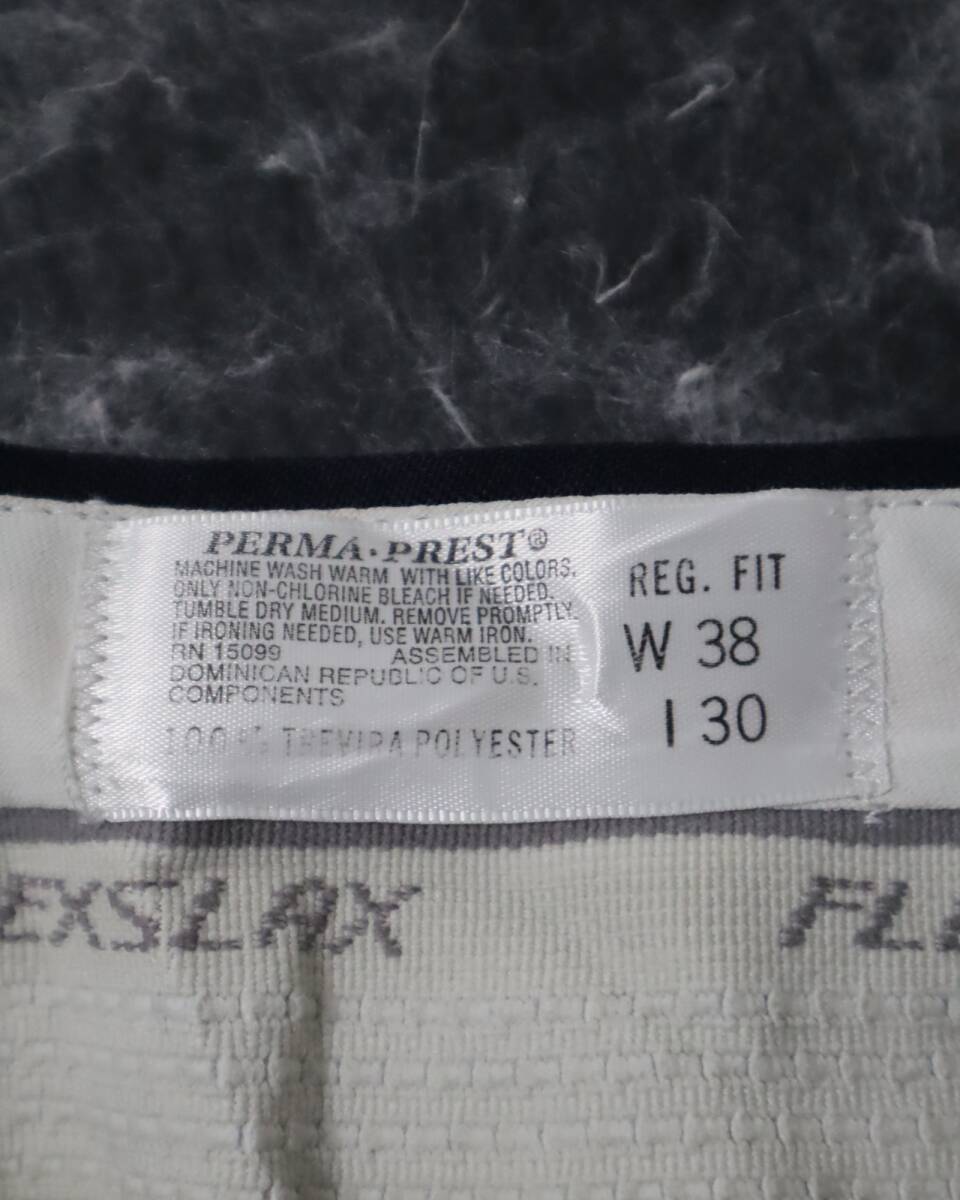 PERMA·PREST®
MACHINE WASH WARM WITH LIKE COLORS.
ONLY NON-CHLORINE BLEACH IF NEEDED.
TUMBLE DRY MEDIUM. REMOVE PROMPTLY.
IF IRONING NEEDED, USE WARM IRON.
RN 15099 ASSEMBLED IN
DOMINICAN REPUBLIC OF U.S.
COMPONENTS
100% TREVIRA POLYESTER
REG. FIT
W 38
I 30
EXSLAX FL